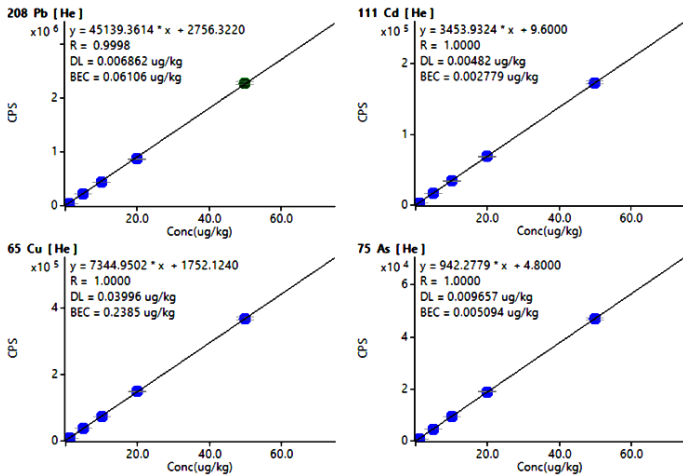 208 Pb [He]
x10 6
y = 45139.3614 * x + 2756.3220
R = 0.9998
DL = 0.006862 ug/kg
BEC = 0.06106 ug/kg
CPS
2
1
0
20.0 40.0 60.0
Conc(ug/kg)
111 Cd [He]
x10 5
y = 3453.9324 * x + 9.6000
R = 1.0000
DL = 0.00482 ug/kg
BEC = 0.002779 ug/kg
CPS
2
1
0
20.0 40.0 60.0
Conc(ug/kg)
65 Cu [He]
x10 5
y = 7344.9502 * x + 1752.1240
R = 1.0000
DL = 0.03996 ug/kg
BEC = 0.2385 ug/kg
CPS
4
2
0
20.0 40.0 60.0
Conc(ug/kg)
75 As [He]
x10 4
y = 942.2779 * x + 4.8000
R = 1.0000
DL = 0.009657 ug/kg
BEC = 0.005094 ug/kg
CPS
6
4
2
0
20.0 40.0 60.0
Conc(ug/kg)